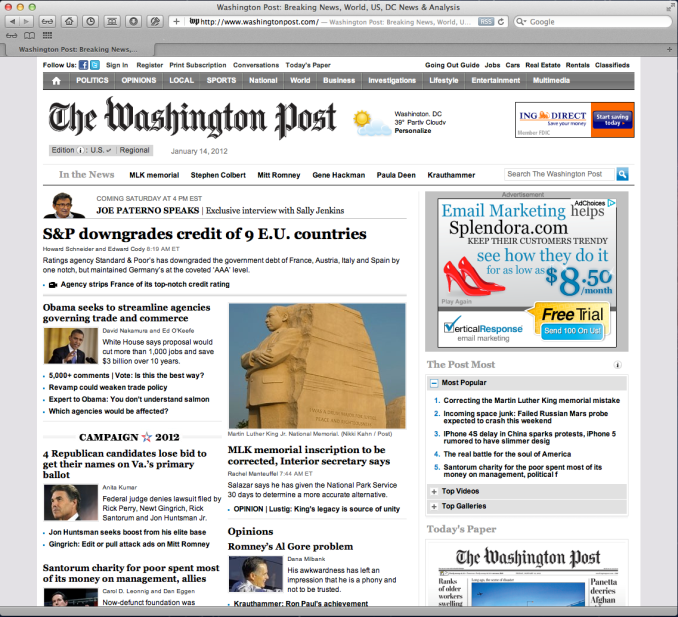 Washington Post: Breaking News, World, US, DC News & Analysis
http://www.washingtonpost.com/ — Washington Post: Breaking News, World, U...
RSS
Google
Washington Post: Breaking News,...
Follow Us: Sign In Register Print Subscription Conversations Today's Paper
Going Out Guide Jobs Cars Real Estate Rentals Classifieds
POLITICS OPINIONS LOCAL SPORTS National World Business Investigations Lifestyle Entertainment Multimedia
The Washington Post
Washington, DC
39° Partly Cloudy
Personalize
ING DIRECT
Save your money
Member FDIC
Start saving
today
Edition: U.S. Regional
January 14, 2012
In the News MLK memorial Stephen Colbert Mitt Romney Gene Hackman Paula Deen Krauthammer
Search The Washington Post
COMING SATURDAY AT 4 PM EST
JOE PATERNO SPEAKS | Exclusive interview with Sally Jenkins
S&P downgrades credit of 9 E.U. countries
Howard Schneider and Edward Cody 6:19 AM ET
Ratings agency Standard & Poor's has downgraded the government debt of France, Austria, Italy and Spain by
one notch, but maintained Germany's at the coveted 'AAA' level.
Agency strips France of its top-notch credit rating
Obama seeks to streamline agencies
governing trade and commerce
David Nakamura and Ed O'Keefe
White House says proposal would
cut more than 1,000 jobs and save
$3 billion over 10 years.
5,000+ comments | Vote: Is this the best way?
Revamp could weaken trade policy
Expert to Obama: You don't understand salmon
Which agencies would be affected?
CAMPAIGN 2012
4 Republican candidates lose bid to
get their names on Va.'s primary
ballot
Anita Kumar
Federal judge denies lawsuit filed by
Rick Perry, Newt Gingrich, Rick
Santorum and Jon Huntsman Jr.
Jon Huntsman seeks boost from his elite base
Gingrich: Edit or pull attack ads on Mitt Romney
Santorum charity for poor spent most
of its money on management, allies
Carol D. Leonnig and Dan Eggen
Now-defunct foundation was
Martin Luther King Jr. National Memorial. (Nikki Kahn / Post)
MLK memorial inscription to be
corrected, Interior secretary says
Rachel Manteuffel 7:44 AM ET
Salazar says he has given the National Park Service
30 days to determine a more accurate alternative.
OPINION | Lustig: King's legacy is source of unity
Opinions
Romney's Al Gore problem
Dana Milbank
His awkwardness has left an
impression that he is a phony and
not to be trusted.
Krauthammer: Ron Paul's achievement
Advertisement
AdChoices
Email Marketing helps
Splendora.com
KEEP THEIR CUSTOMERS TRENDY
see how they do it
for as low as $8.50
/month
Play Again
VerticalResponse
email marketing
Free Trial
Send 100 On Us!
The Post Most
Most Popular
1. Correcting the Martin Luther King memorial mistake
2. Incoming space junk: Failed Russian Mars probe
expected to crash this weekend
3. iPhone 4S delay in China sparks protests, iPhone 5
rumored to have slimmer desig
4. The real battle for the soul of America
5. Santorum charity for the poor spent most of its
money on management, political f
Top Videos
Top Galleries
Today's Paper
The Washington Post
Ranks
of older
workers
swelling
Panetta
decries
Afghan